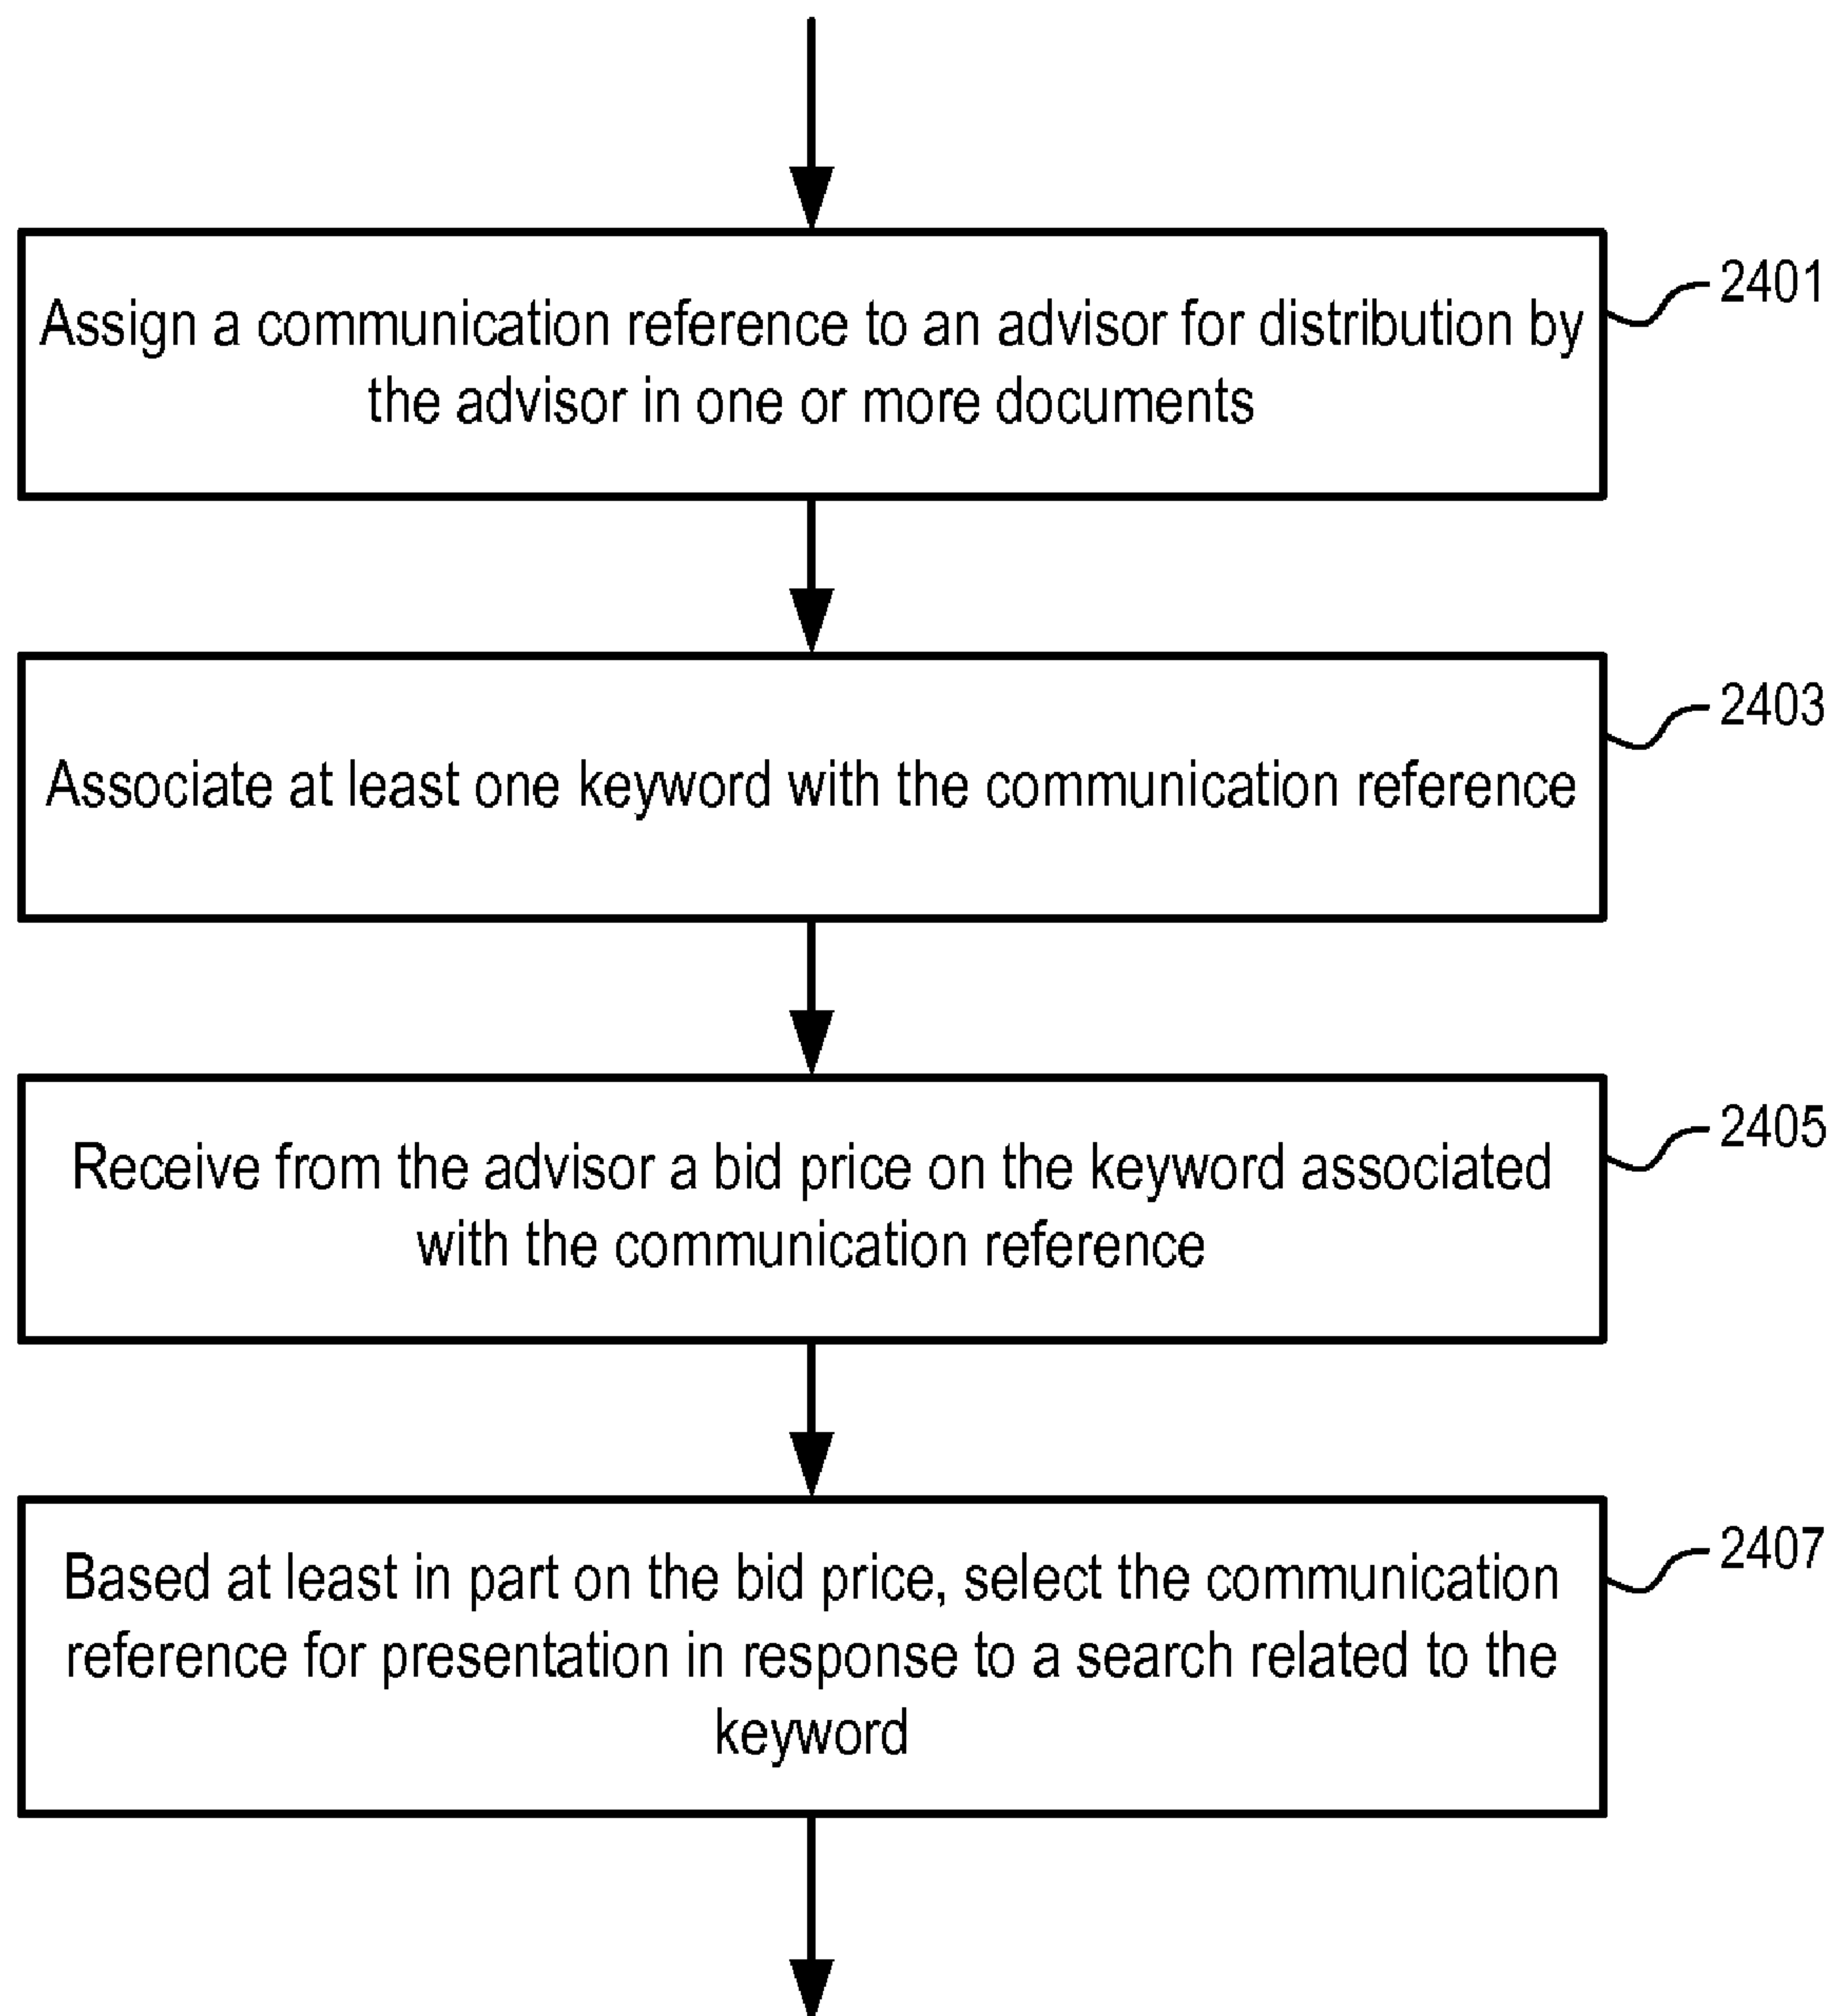 Assign a communication reference to an advisor for distribution by
the advisor in one or more documents
2401
Associate at least one keyword with the communication reference
2403
Receive from the advisor a bid price on the keyword associated
with the communication reference
2405
Based at least in part on the bid price, select the communication
reference for presentation in response to a search related to the
keyword
2407